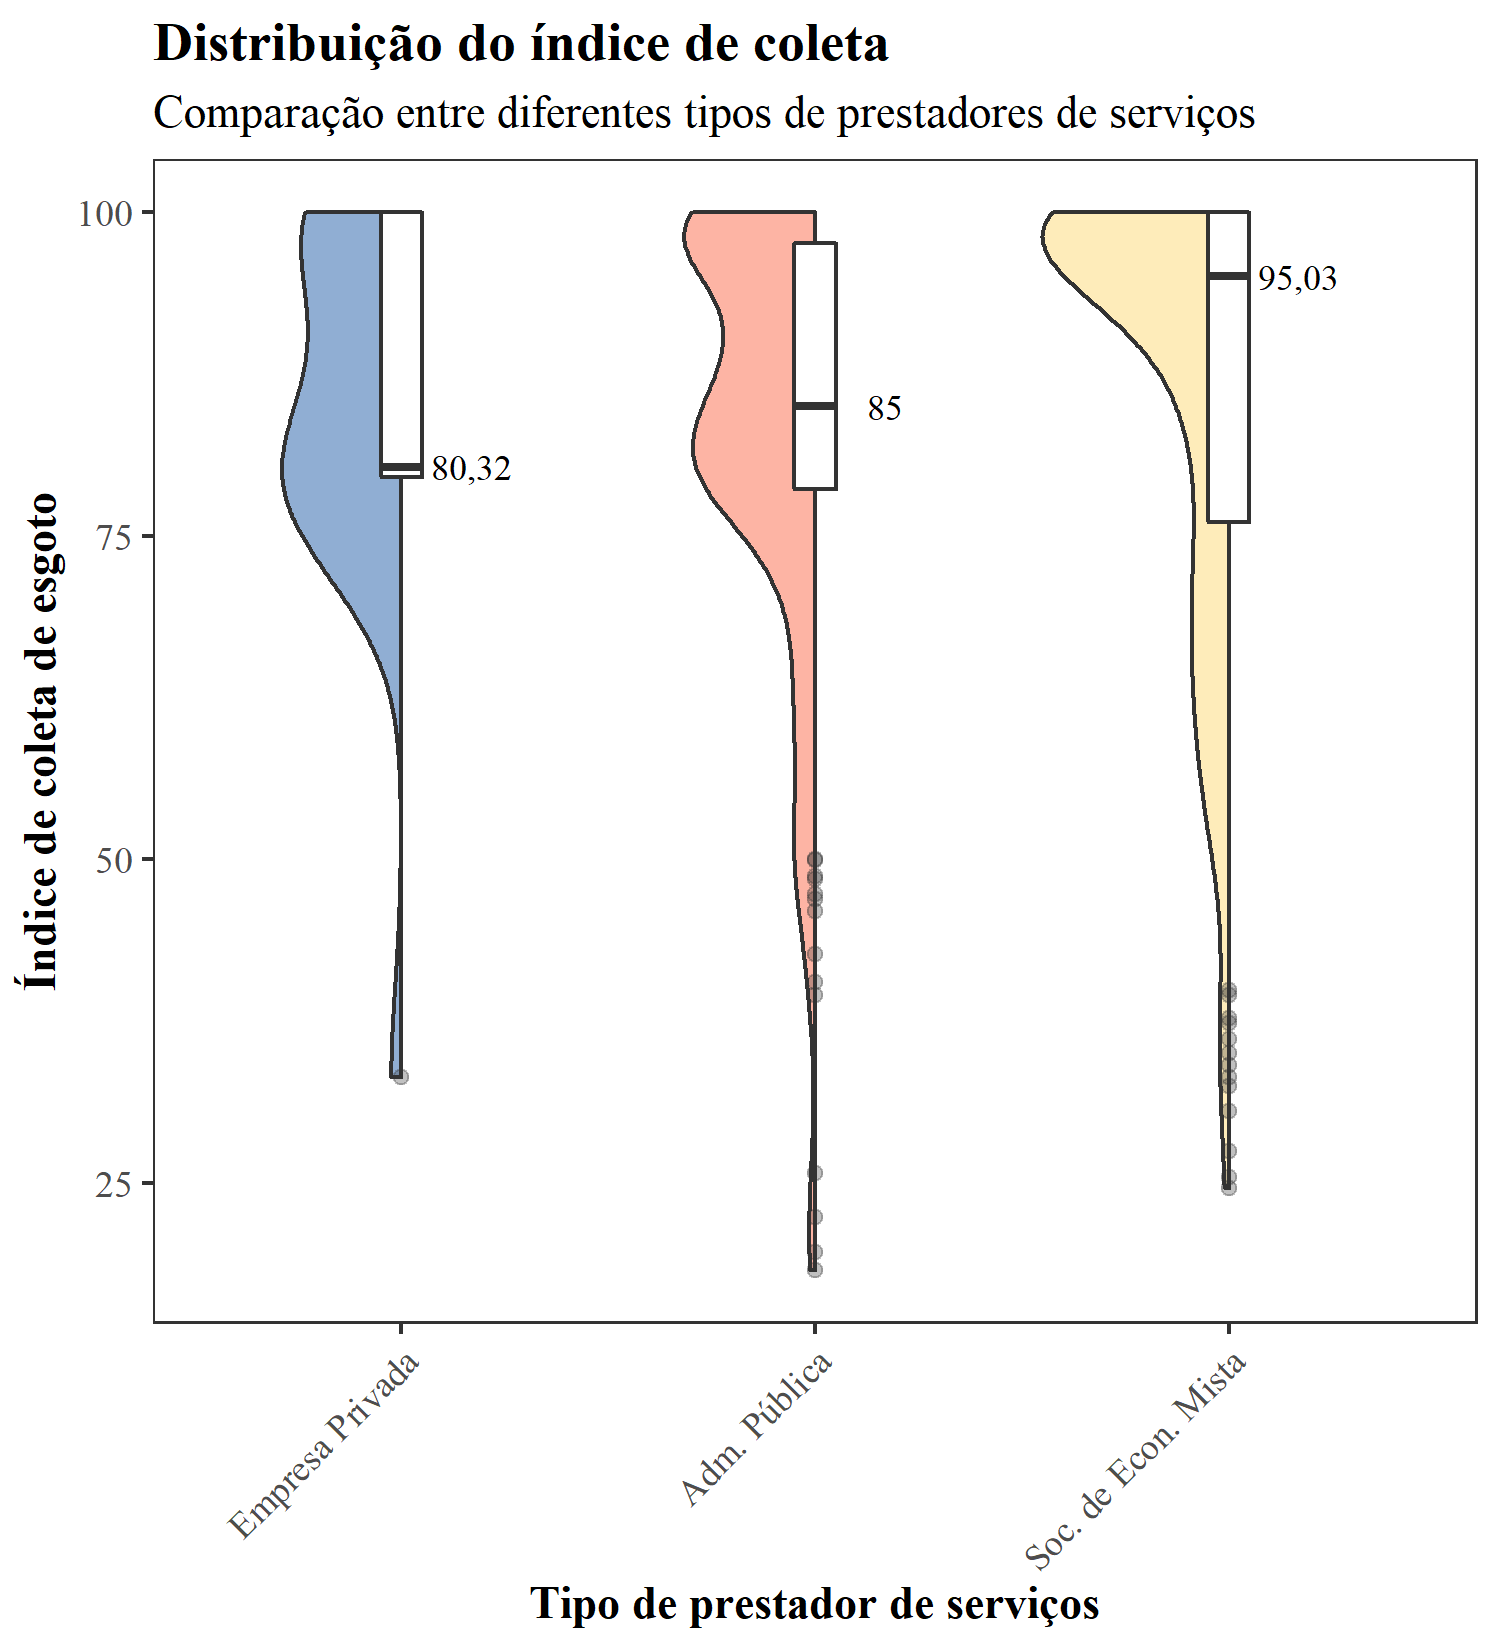 Distribuição do índice de coleta
Comparação entre diferentes tipos de prestadores de serviços
Índice de coleta de esgoto
100
75
50
25
80,32
85
95,03
Empresa Privada
Adm. Pública
Soc. de Econ. Mista
Tipo de prestador de serviços